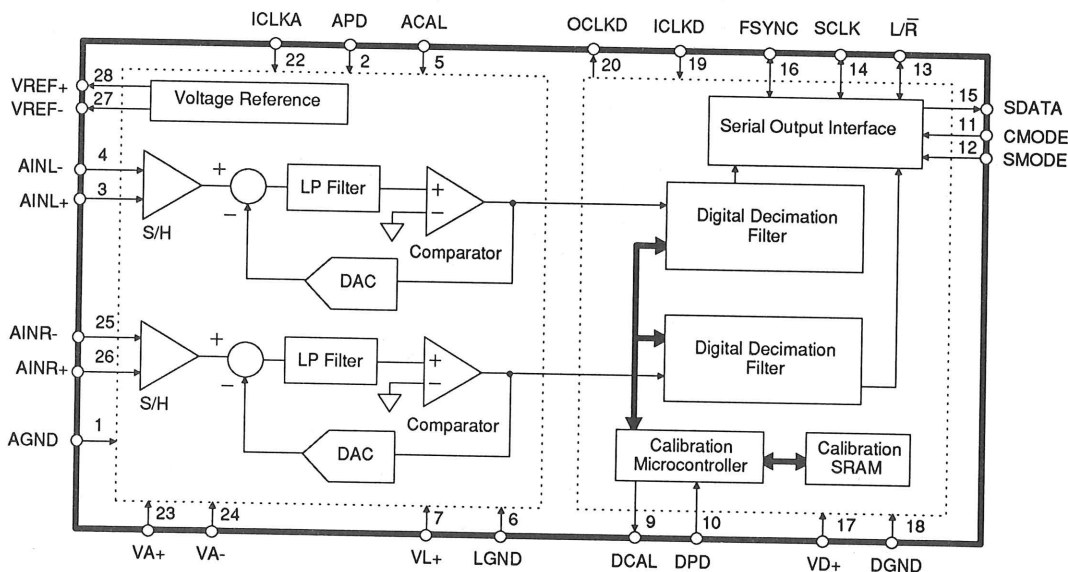 ICLKA APD ACAL OCLKD ICLKD FSYNC SCLK L/R̅
22 2 5 20 19 16 14 13
VREF+ 28
VREF- 27
Voltage Reference
15 SDATA
11 CMODE
12 SMODE
Serial Output Interface
AINL- 4
AINL+ 3
S/H
+
−
LP Filter
+
−
Comparator
DAC
Digital Decimation
Filter
AINR- 25
AINR+ 26
S/H
+
−
LP Filter
+
−
Comparator
DAC
Digital Decimation
Filter
AGND 1
Calibration
Microcontroller
Calibration
SRAM
23 24 7 6 9 10 17 18
VA+ VA- VL+ LGND DCAL DPD VD+ DGND